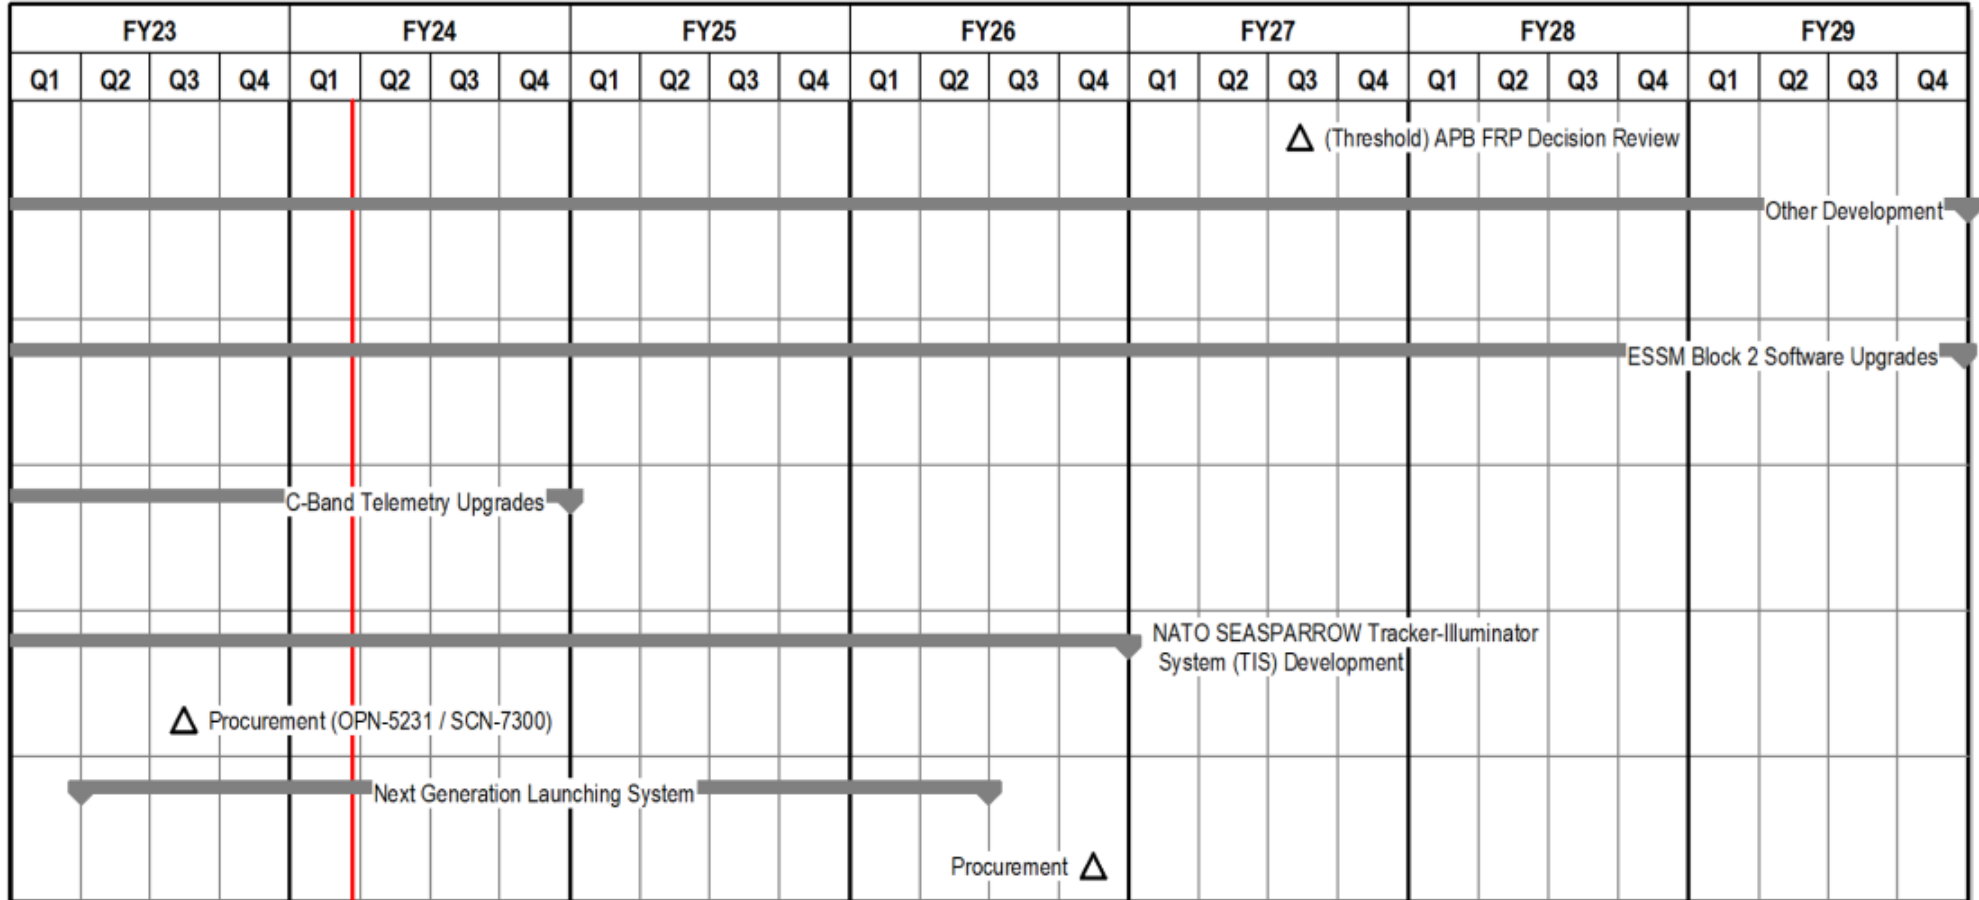 FY23 FY24 FY25 FY26 FY27 FY28 FY29
Q1 Q2 Q3 Q4 Q1 Q2 Q3 Q4 Q1 Q2 Q3 Q4 Q1 Q2 Q3 Q4 Q1 Q2 Q3 Q4 Q1 Q2 Q3 Q4 Q1 Q2 Q3 Q4
(Threshold) APB FRP Decision Review
Other Development
ESSM Block 2 Software Upgrades
C-Band Telemetry Upgrades
NATO SEASPARROW Tracker-Illuminator
System (TIS) Development
Procurement (OPN-5231 / SCN-7300)
Next Generation Launching System
Procurement